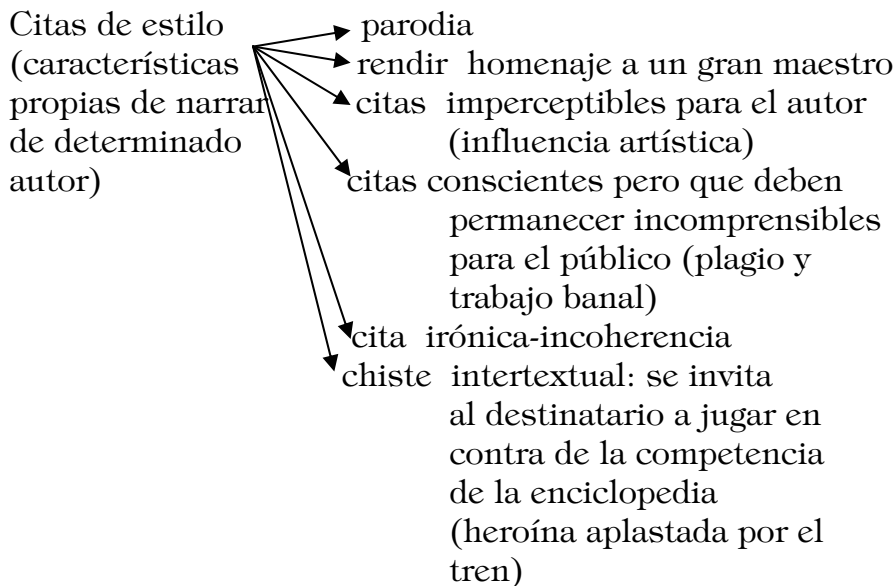 Citas de estilo
(características
propias de narrar
de determinado
autor)
parodia
rendir homenaje a un gran maestro
citas imperceptibles para el autor
(influencia artística)
citas conscientes pero que deben
permanecer incomprensibles
para el público (plagio y
trabajo banal)
cita irónica-incoherencia
chiste intertextual: se invita
al destinatario a jugar en
contra de la competencia
de la enciclopedia
(heroína aplastada por el
tren)